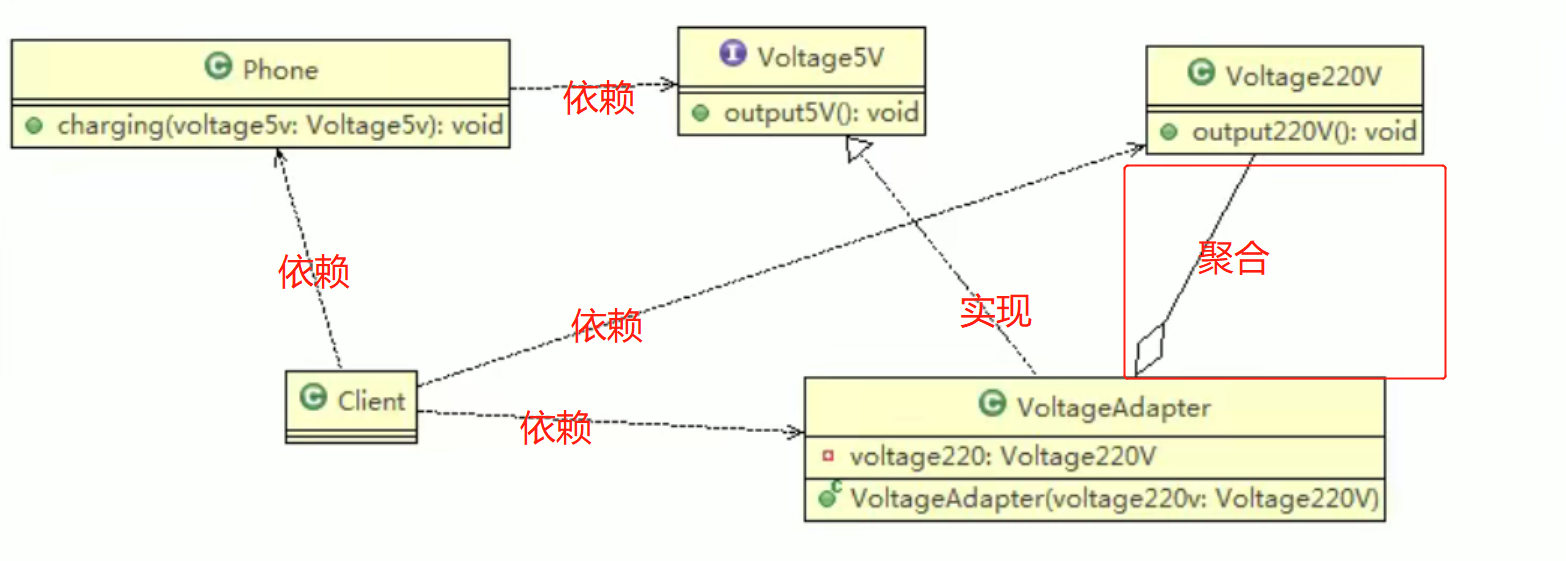 Phone
charging(voltage5v: Voltage5v): void
依赖
Voltage5V
output5V(): void
Voltage220V
output220V(): void
依赖
依赖
实现
聚合
Client
依赖
VoltageAdapter
voltage220: Voltage220V
VoltageAdapter(voltage220v: Voltage220V)